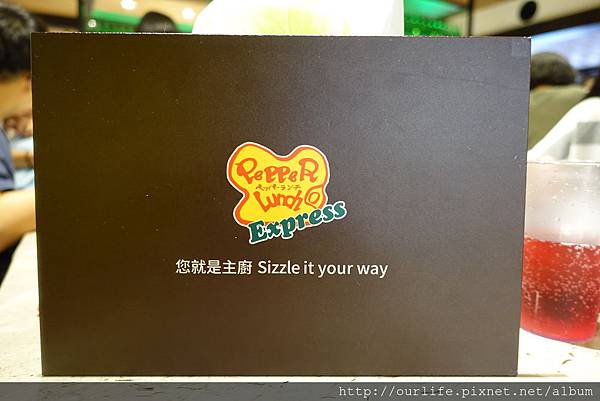 PePPeR
ペッパーランチ
Lunch
Express
您就是主廚 Sizzle it your way
http://ourlife.pixnet.net/album